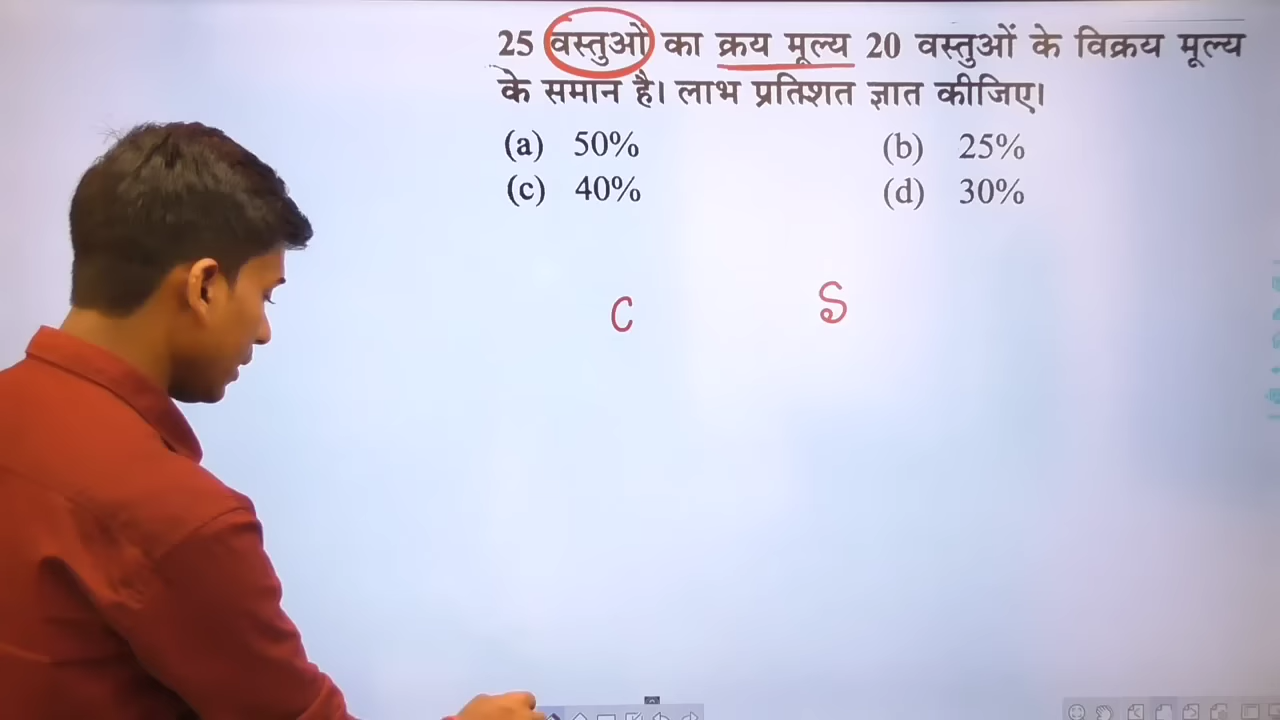 25 वस्तुओं का क्रय मूल्य 20 वस्तुओं के विक्रय मूल्य
के समान है। लाभ प्रतिशत ज्ञात कीजिए।
(a) 50% (b) 25%
(c) 40% (d) 30%
C S